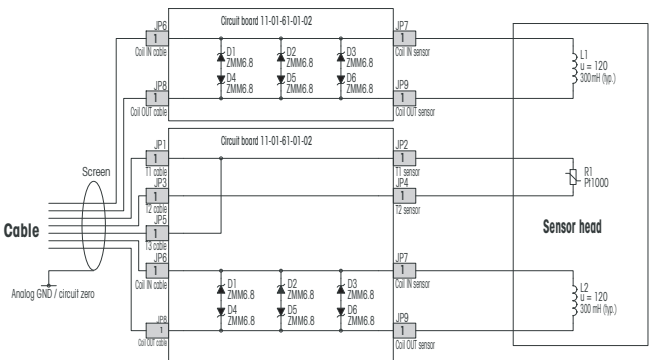 Circuit board 11-01-61-01-02
JP6
1
Coil IN cable
JP8
1
Coil OUT cable
D1
ZMM6.8
D4
ZMM6.8
D2
ZMM6.8
D5
ZMM6.8
D3
ZMM6.8
D6
ZMM6.8
JP7
1
Coil IN sensor
JP9
1
Coil OUT sensor
L1
u = 120
300mH (typ.)
Circuit board 11-01-61-01-02
JP1
1
T1 cable
JP3
1
T2 cable
JP5
1
T3 cable
JP6
1
Coil IN cable
JP8
1
Coil OUT cable
JP2
1
T1 sensor
JP4
1
T2 sensor
R1
Pt1000
Screen
Cable
Analog GND / circuit zero
Sensor head
D1
ZMM6.8
D4
ZMM6.8
D2
ZMM6.8
D5
ZMM6.8
D3
ZMM6.8
D6
ZMM6.8
JP7
1
Coil IN sensor
JP9
1
Coil OUT sensor
L2
u = 120
300 mH (typ.)